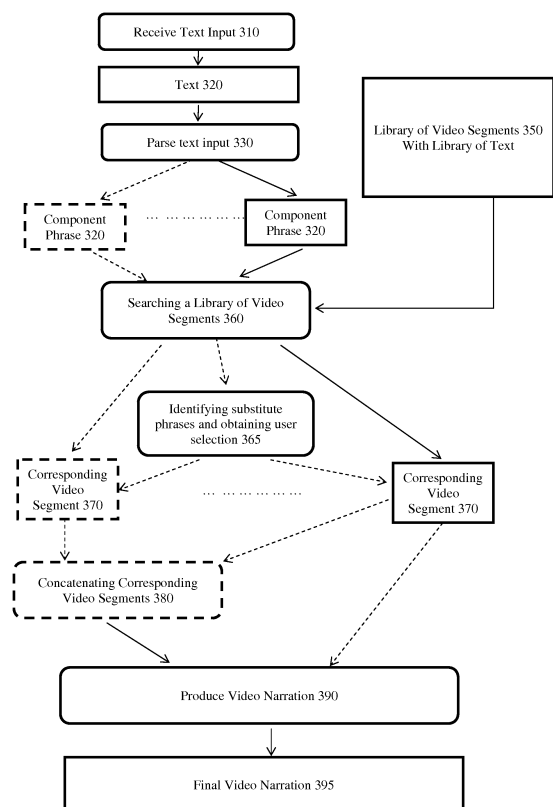 Receive Text Input 310
Text 320
Parse text input 330
Library of Video Segments 350
With Library of Text
Component
Phrase 320
... ... ... ... ... ...
Component
Phrase 320
Searching a Library of Video
Segments 360
Identifying substitute
phrases and obtaining user
selection 365
Corresponding
Video
Segment 370
... ... ... ... ... ...
Corresponding
Video
Segment 370
Concatenating Corresponding
Video Segments 380
Produce Video Narration 390
Final Video Narration 395